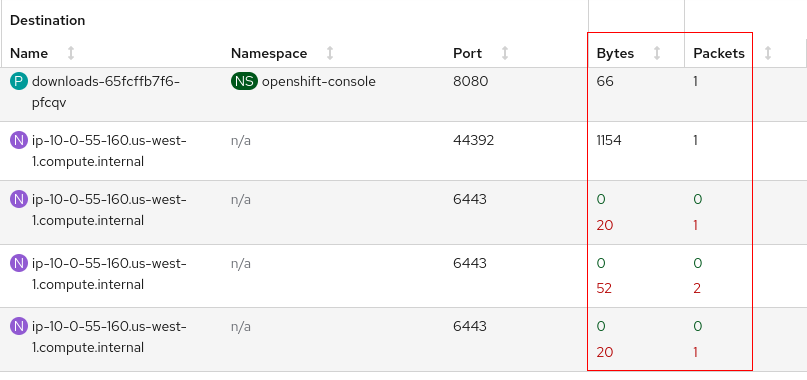 Destination
Name Namespace Port Bytes Packets
P downloads-65fcffb7f6- NS openshift-console 8080 66 1
pfcqv
N ip-10-0-55-160.us-west- n/a 44392 1154 1
1.compute.internal
N ip-10-0-55-160.us-west- n/a 6443 0 0
1.compute.internal 20 1
N ip-10-0-55-160.us-west- n/a 6443 0 0
1.compute.internal 52 2
N ip-10-0-55-160.us-west- n/a 6443 0 0
1.compute.internal 20 1